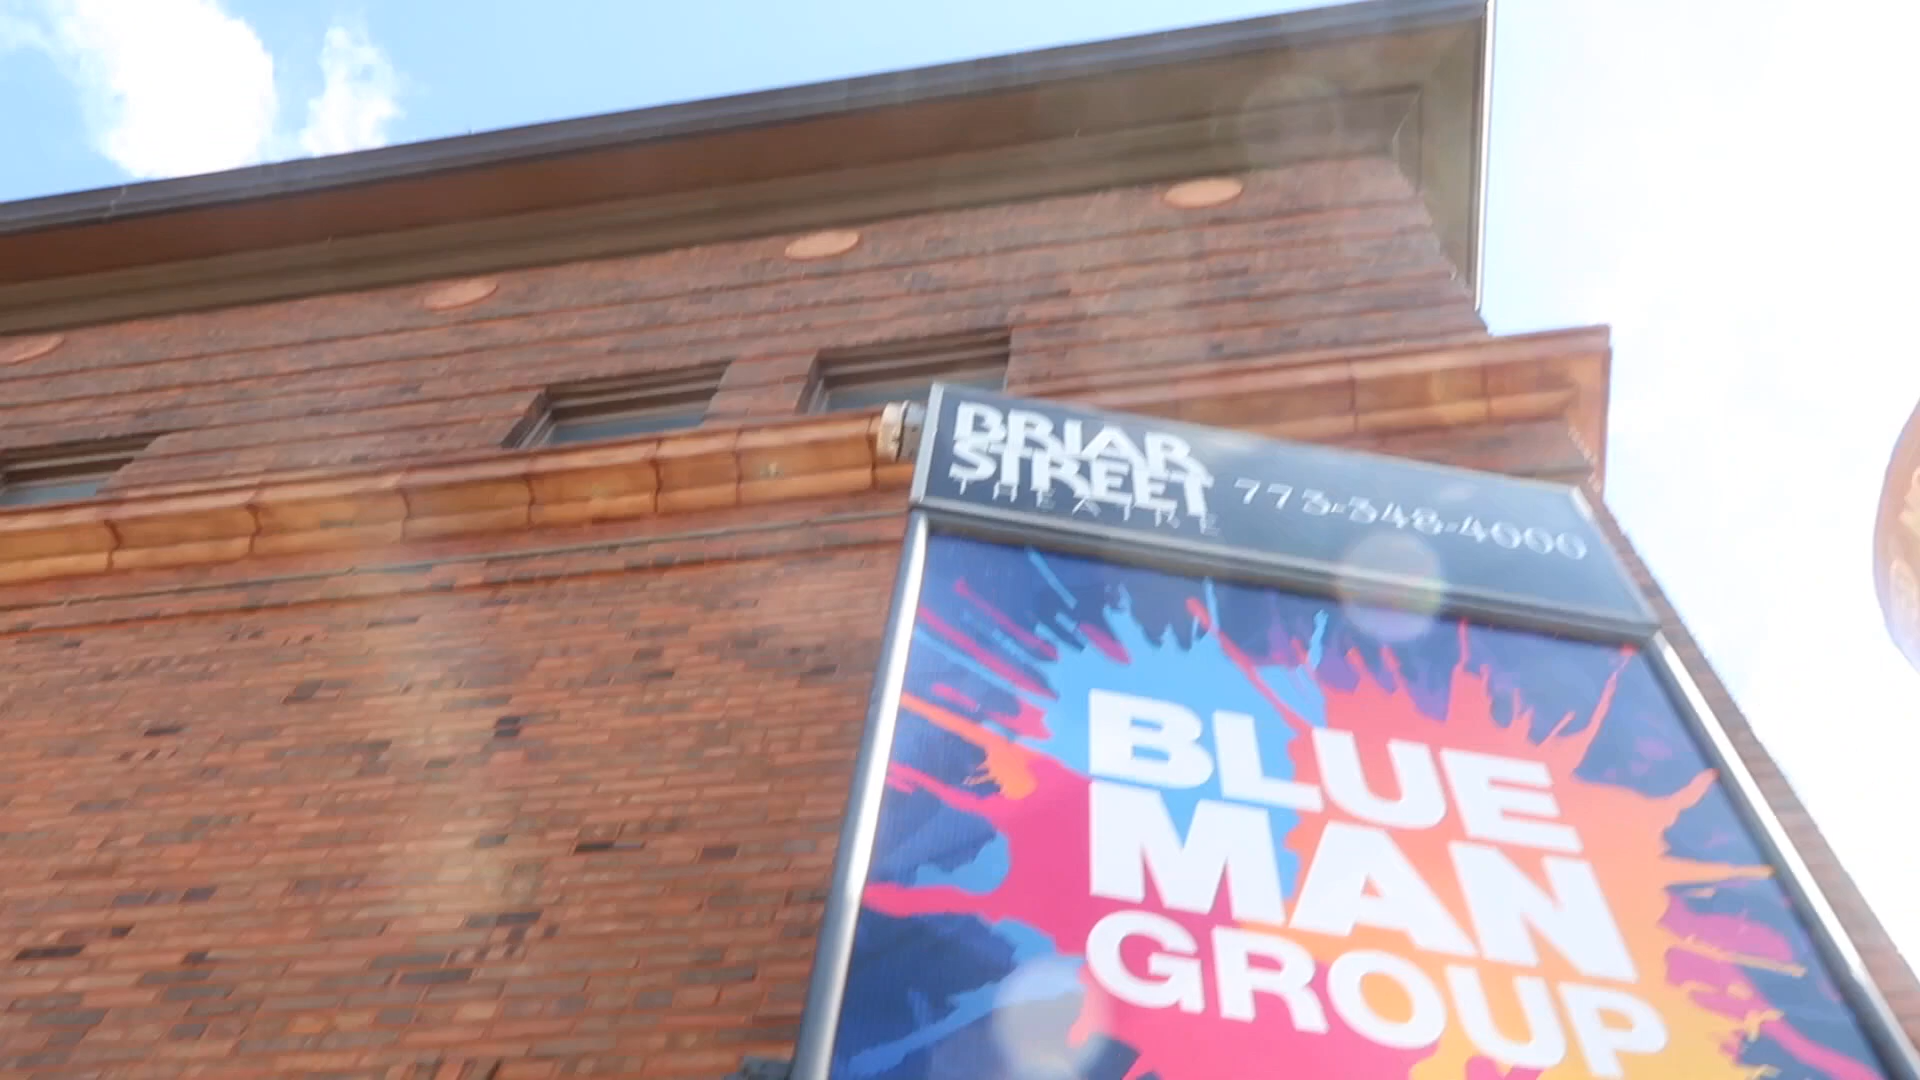 BRIAR
STREET
THEATRE
773-348-4000
BLUE
MAN
GROUP